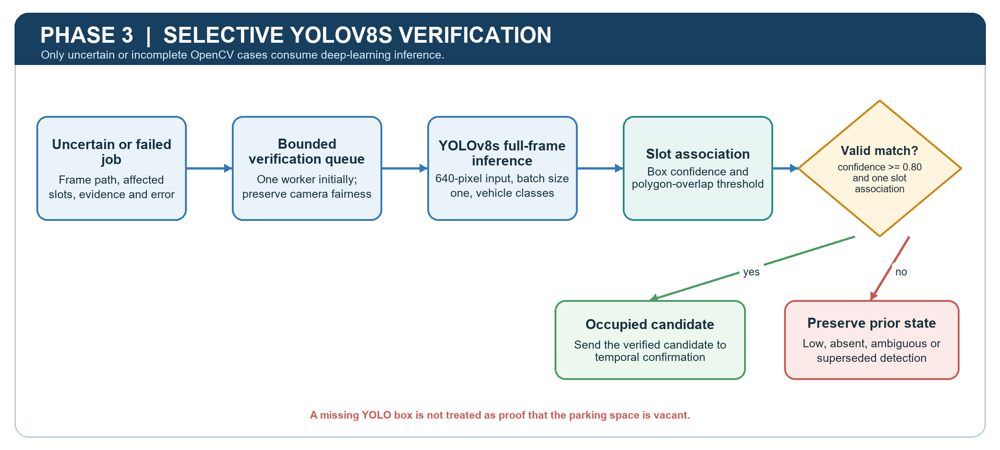 PHASE 3 | SELECTIVE YOLOV8S VERIFICATION
Only uncertain or incomplete OpenCV cases consume deep-learning inference.
Uncertain or failed
job
Frame path, affected
slots, evidence and error
Bounded
verification queue
One worker initially;
preserve camera fairness
YOLOv8s full-frame
inference
640-pixel input, batch size
one, vehicle classes
Slot association
Box confidence and
polygon-overlap threshold
Valid match?
confidence >= 0.80
and one slot
association
yes
no
Occupied candidate
Send the verified candidate to
temporal confirmation
Preserve prior state
Low, absent, ambiguous or
superseded detection
A missing YOLO box is not treated as proof that the parking space is vacant.